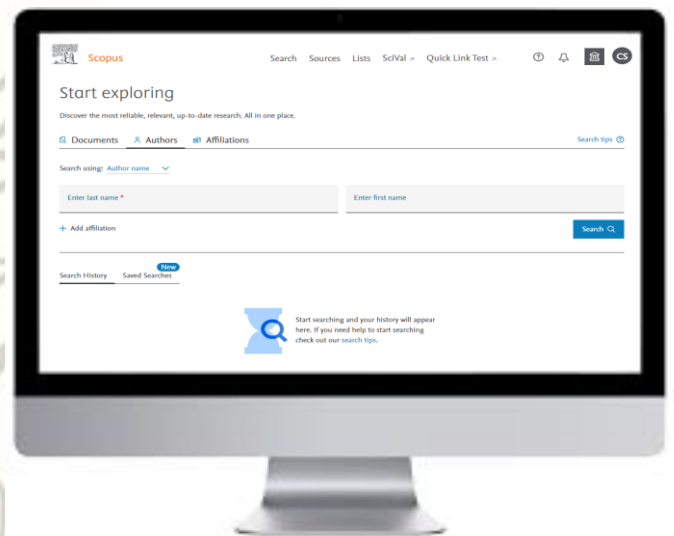 Scopus
Search Sources Lists SciVal ↗ Quick Link Test ↗
CS
Start exploring
Discover the most reliable, relevant, up-to-date research. All in one place.
Documents Authors Affiliations
Search tips
Search using: Author name
Enter last name *
Enter first name
+ Add affiliation
Search
New
Search History Saved Searches
Start searching and your history will appear
here. If you need help to start searching
check out our search tips.